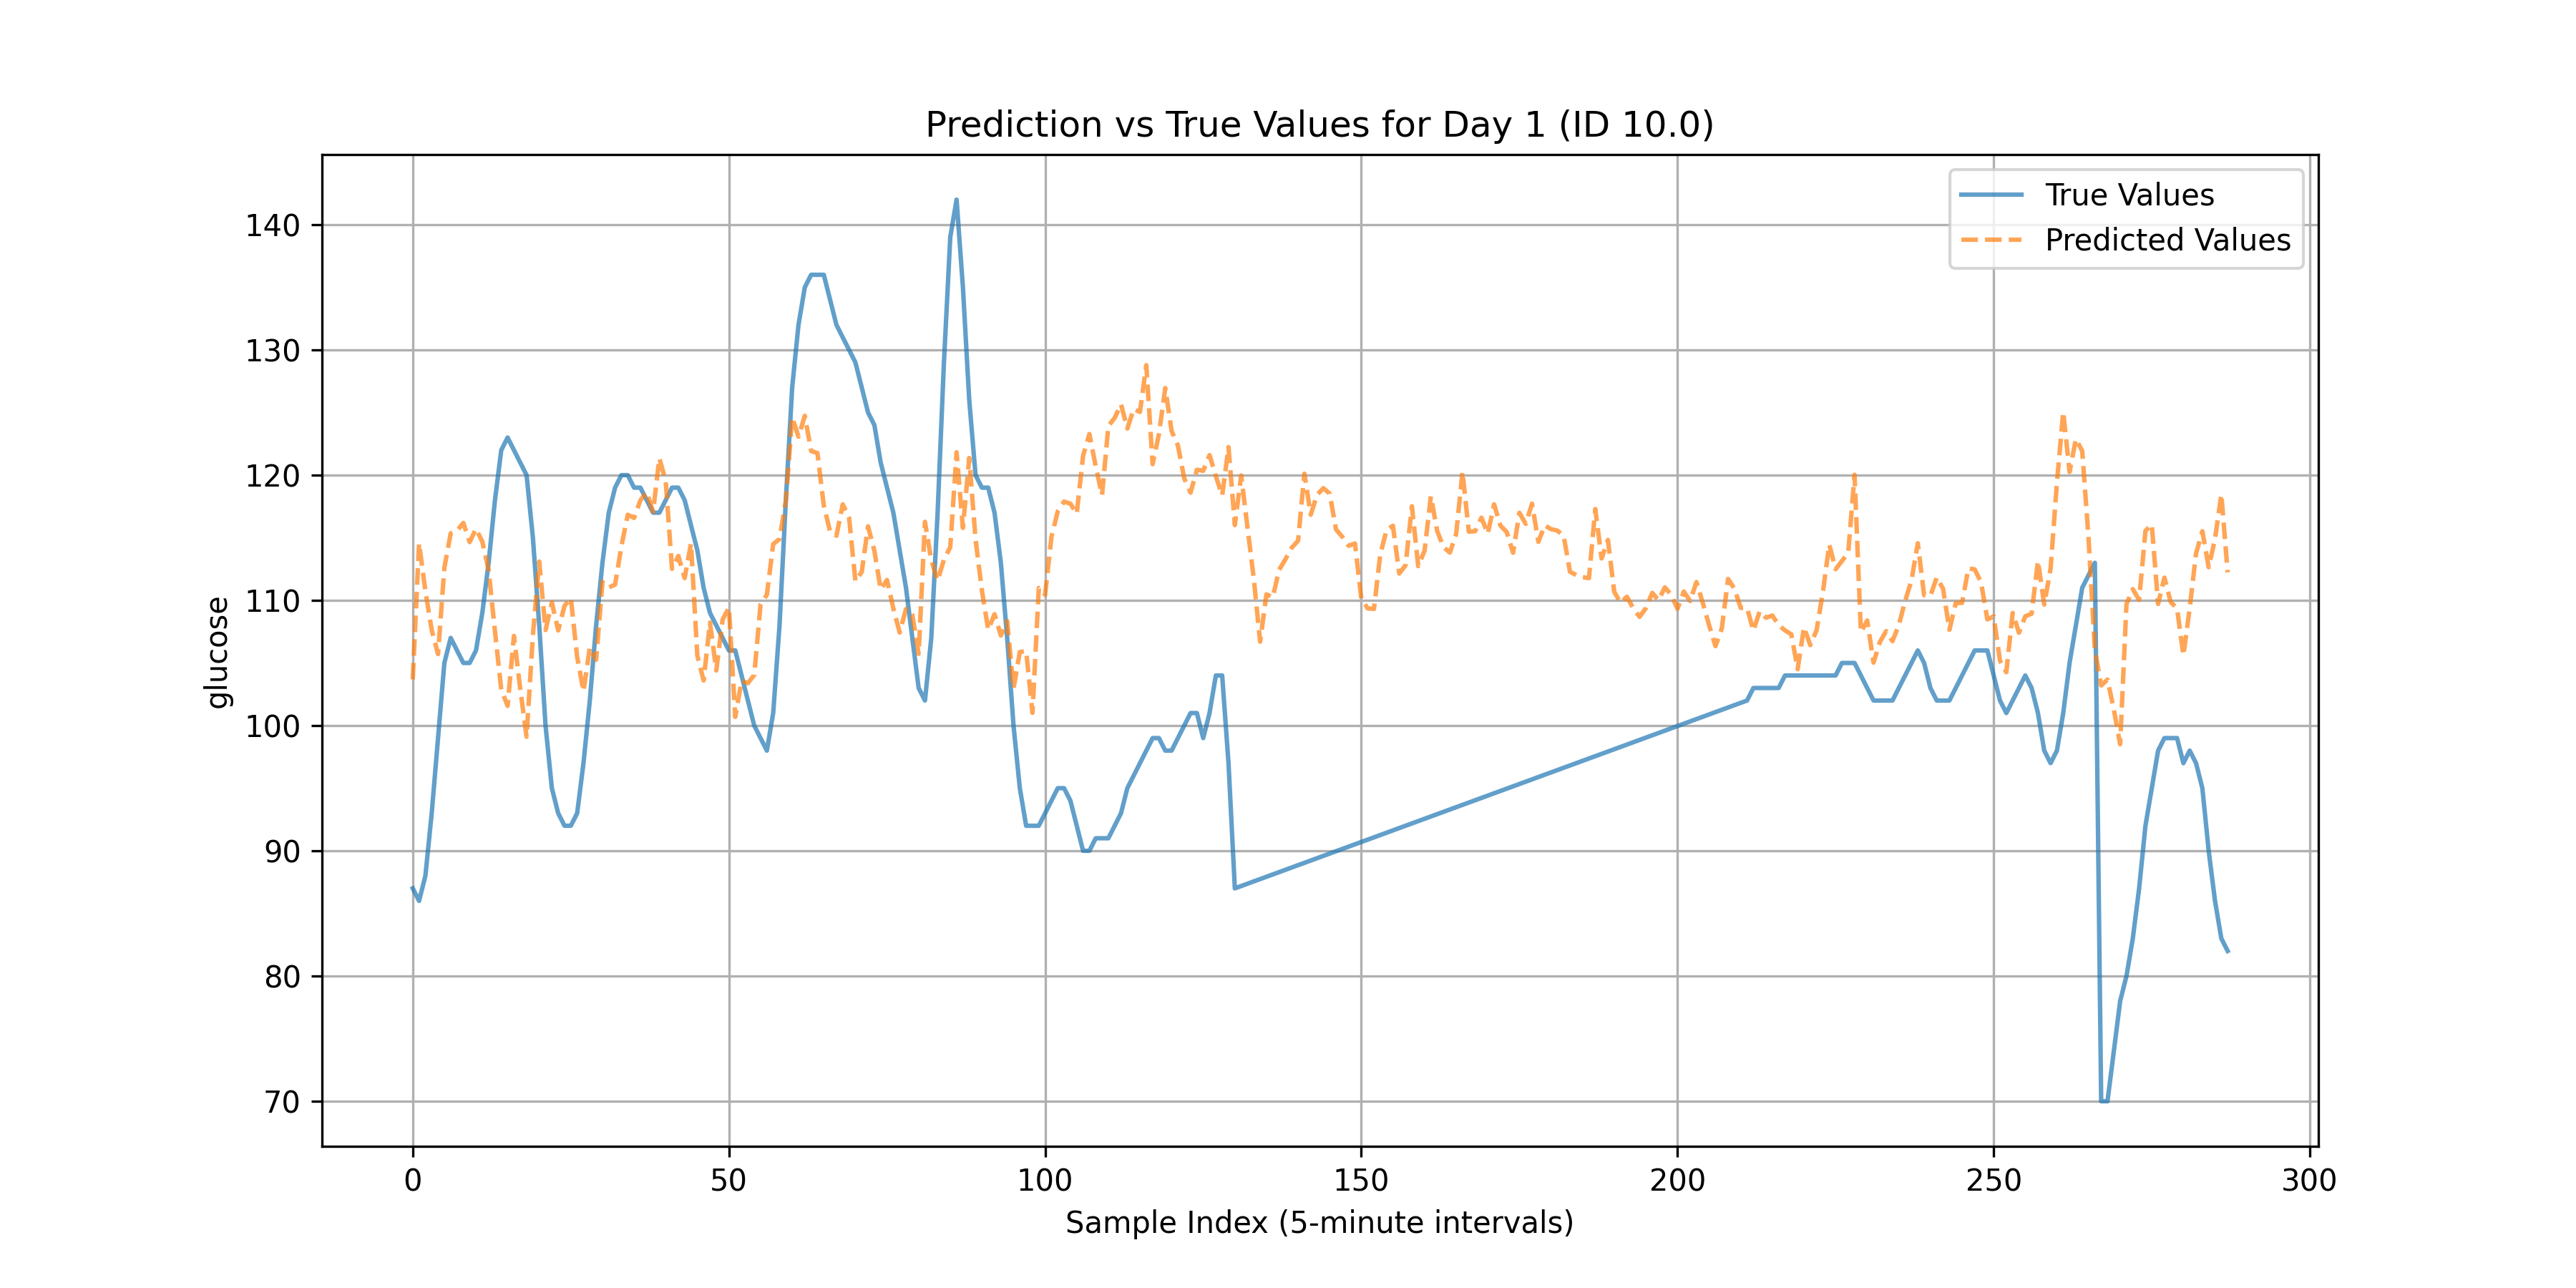 Prediction vs True Values for Day 1 (ID 10.0)
True Values
Predicted Values
glucose
140
130
120
110
100
90
80
70
0 50 100 150 200 250 300
Sample Index (5-minute intervals)